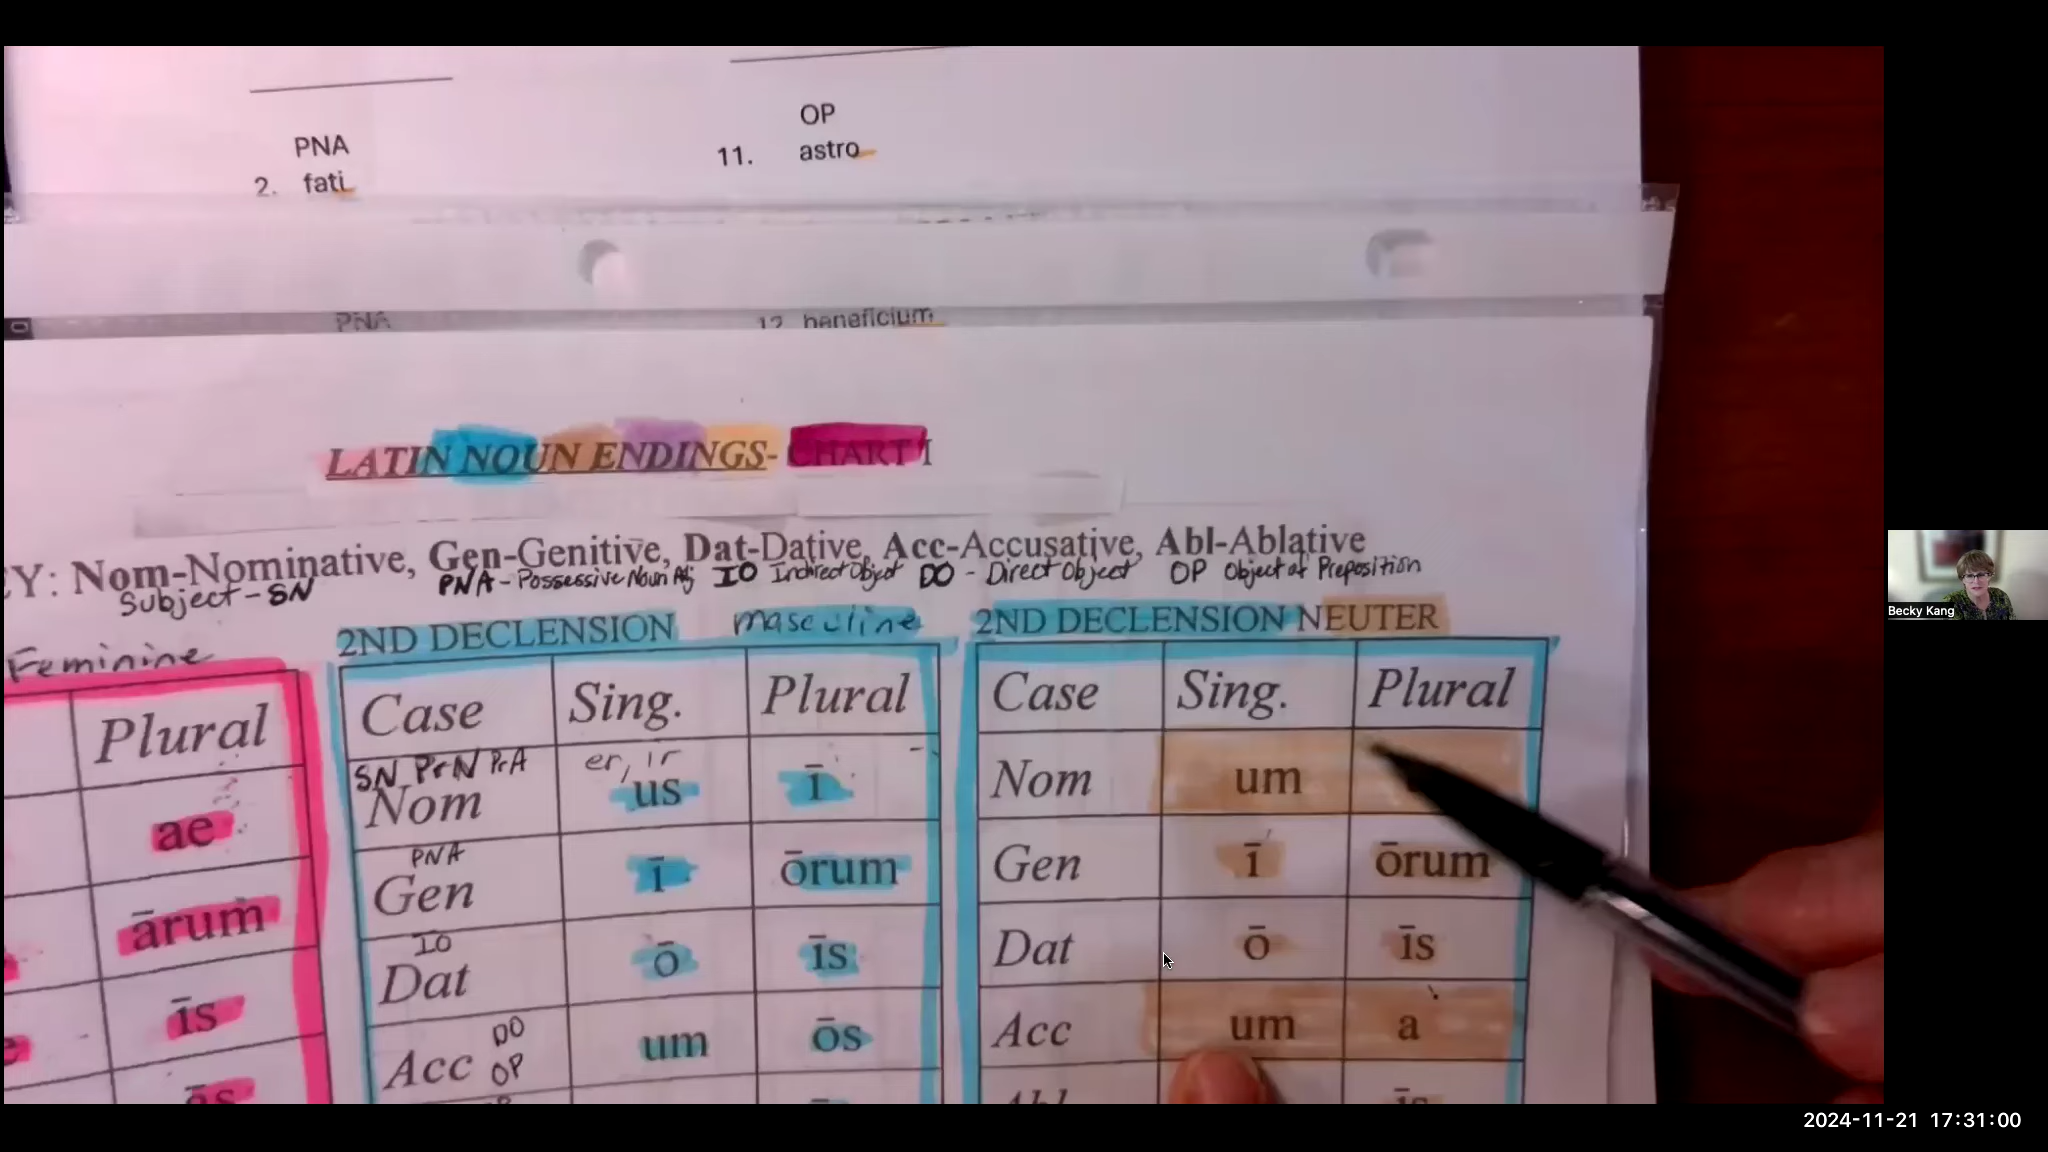 OP
PNA
11. astro
2. fati
PNA
12 beneficium
LATIN NOUN ENDINGS- CHART I
EY: Nom-Nominative, Gen-Genitive, Dat-Dative, Acc-Accusative, Abl-Ablative
Subject-SN PNA-Possessive Noun Adj IO Indirect Object DO - Direct Object OP Object of Preposition
Feminine
Plural
ae
ārum
īs
e
ās
2ND DECLENSION masculine
Case Sing. Plural
SN PrN PrA er, ir
Nom us ī
PNA
Gen ī ōrum
IO
Dat ō īs
DO
Acc um ōs
OP
2ND DECLENSION NEUTER
Case Sing. Plural
Nom um
Gen ī ōrum
Dat ō īs
Acc um a
Abl īs
Becky Kang
2024-11-21 17:31:00